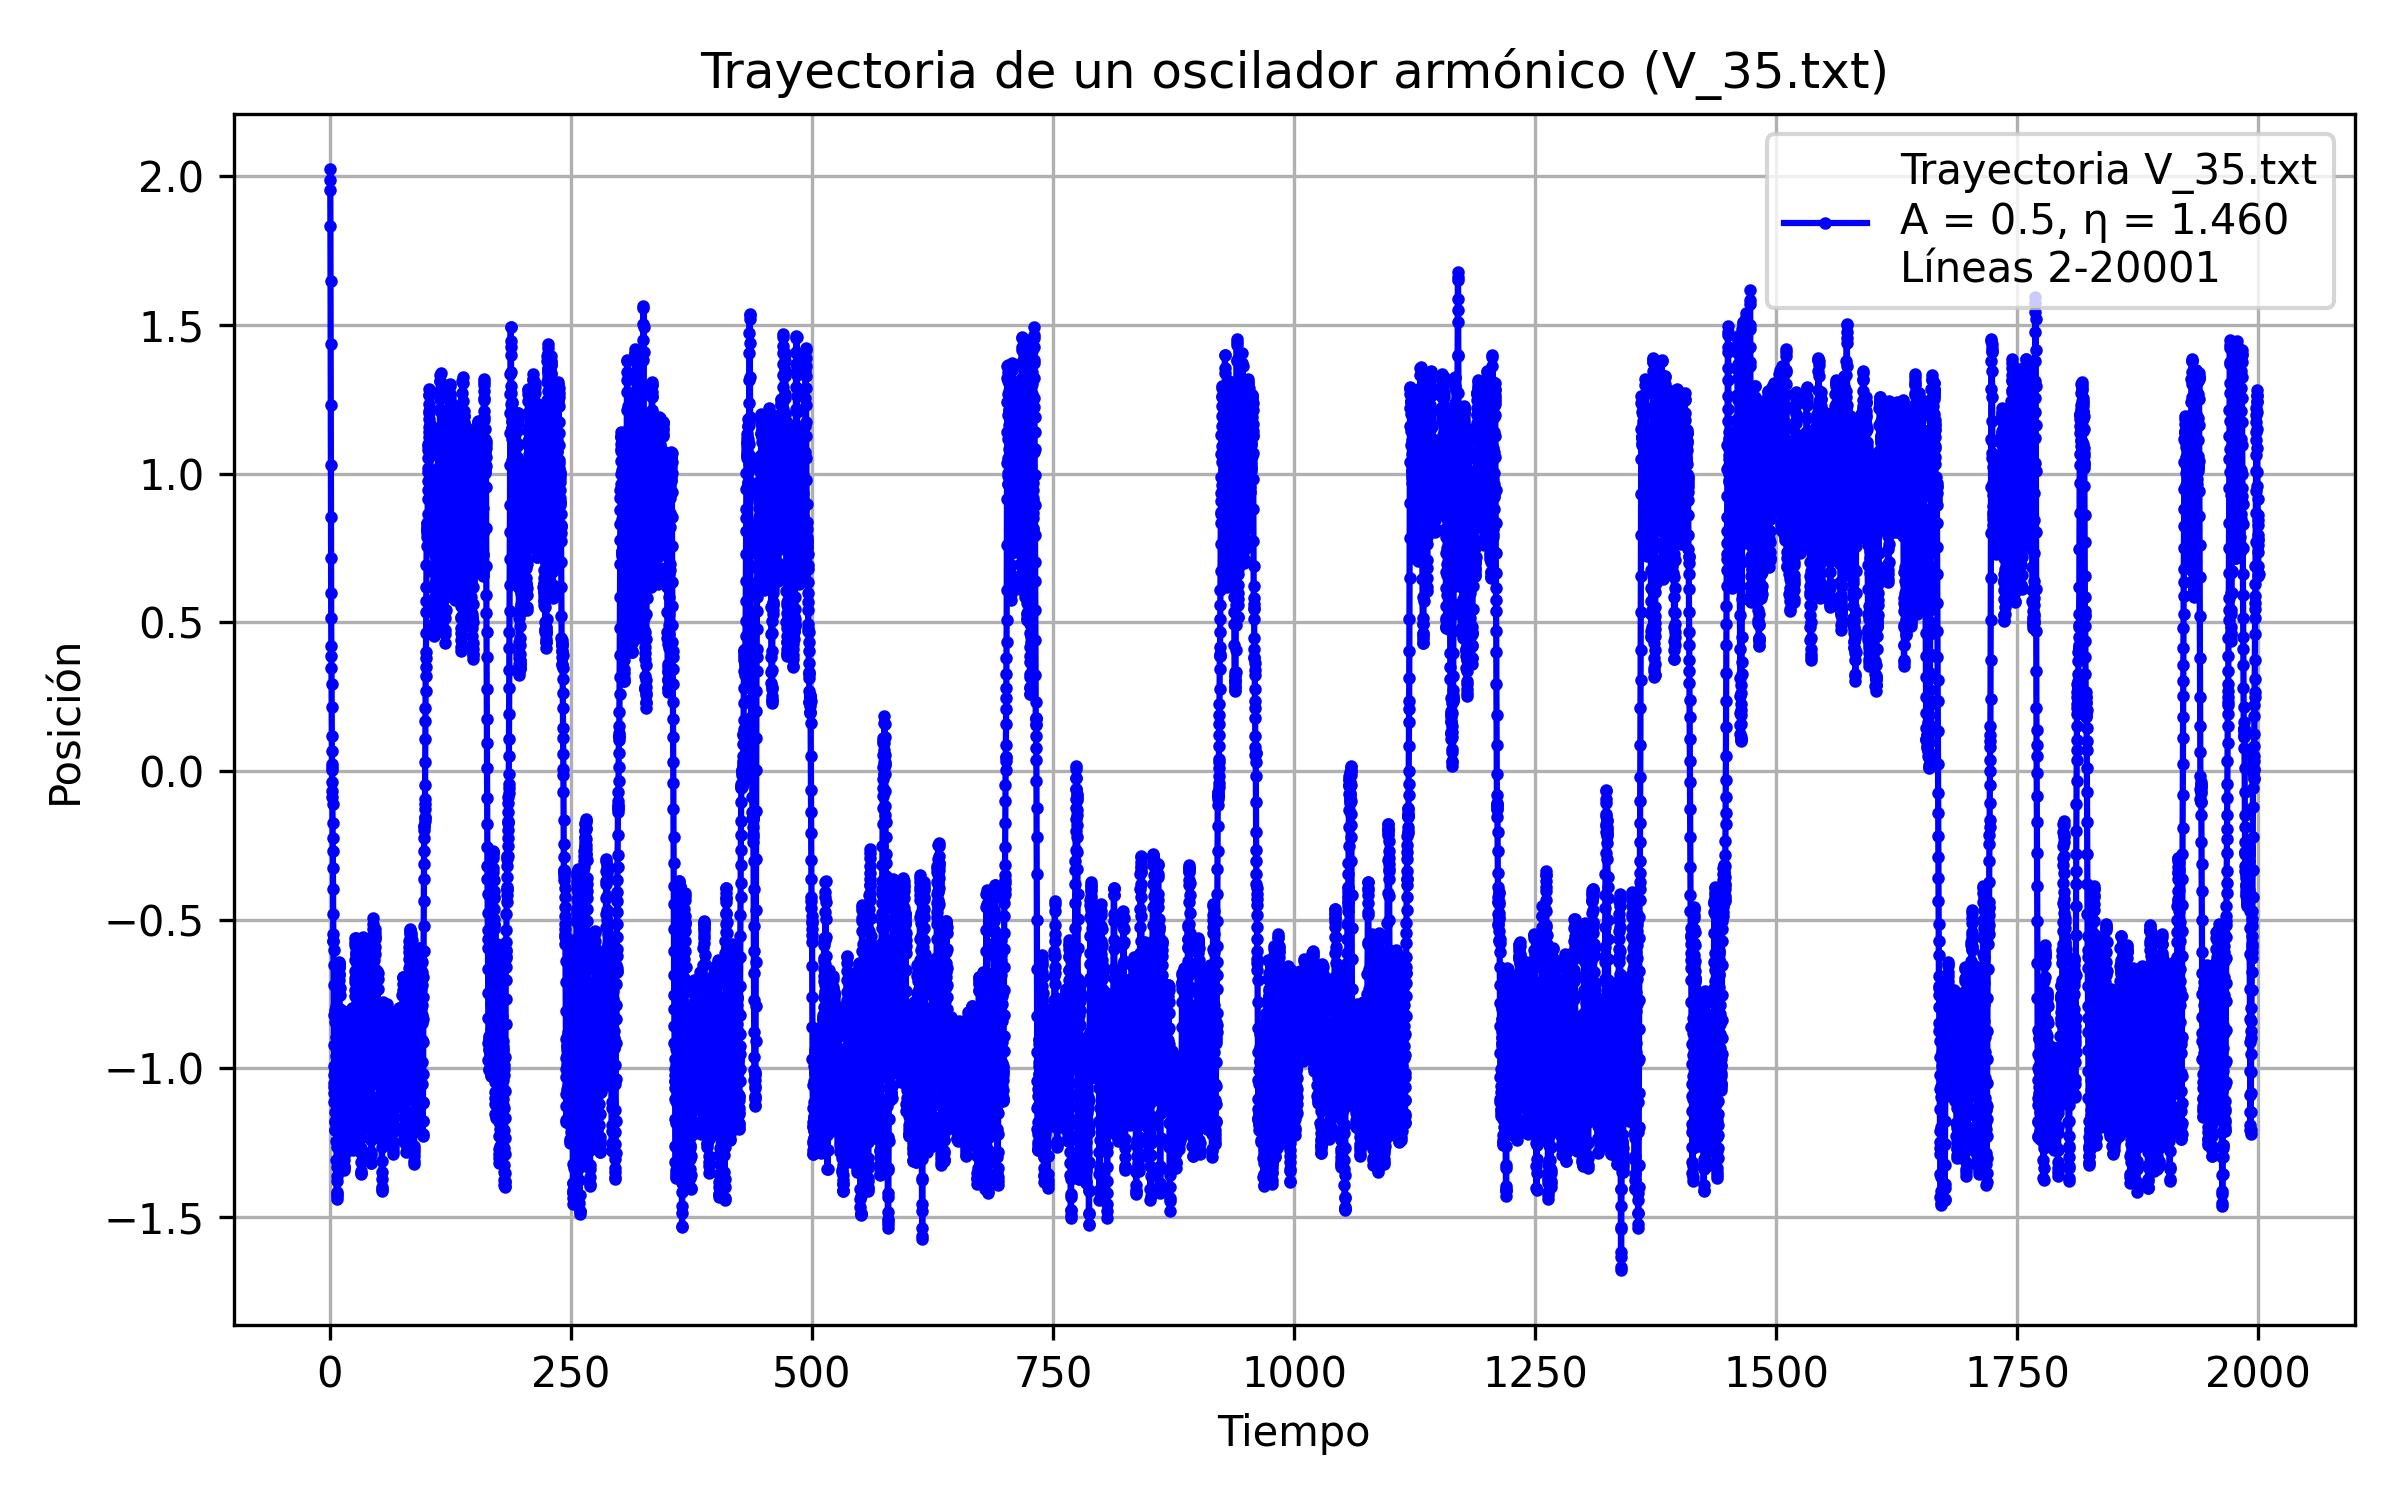 Trayectoria de un oscilador armónico (V_35.txt)
Trayectoria V_35.txt
A = 0.5, η = 1.460
Líneas 2-20001
2.0
1.5
1.0
0.5
0.0
−0.5
−1.0
−1.5
Posición
0 250 500 750 1000 1250 1500 1750 2000
Tiempo